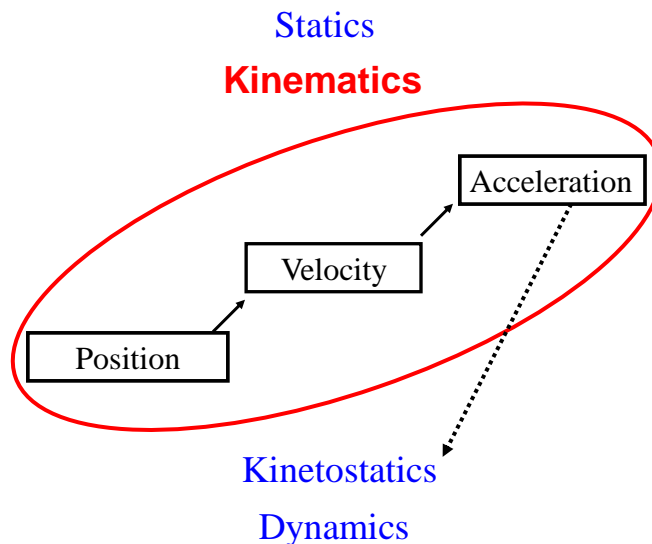 Statics
Kinematics
Acceleration
Velocity
Position
Kinetostatics
Dynamics